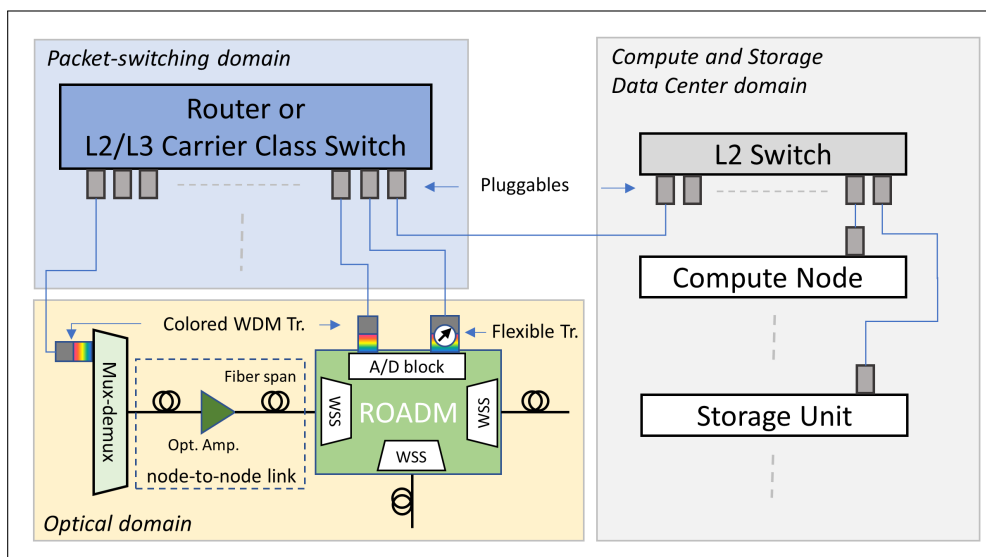 Packet-switching domain
Router or
L2/L3 Carrier Class Switch
Pluggables
Compute and Storage
Data Center domain
L2 Switch
Compute Node
Storage Unit
Colored WDM Tr.
Flexible Tr.
Mux-demux
Fiber span
Opt. Amp.
node-to-node link
A/D block
WSS
ROADM
WSS
WSS
Optical domain